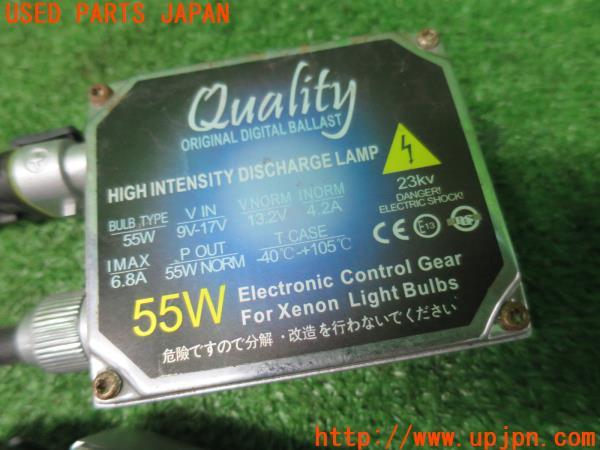 USED PARTS JAPAN
Quality
ORIGINAL DIGITAL BALLAST
HIGH INTENSITY DISCHARGE LAMP
23kv
DANGER!
ELECTRIC SHOCK!
BULB TYPE 55W
V IN 9V-17V
V NORM 13.2V
I NORM 4.2A
I MAX 6.8A
P OUT 55W NORM
T CASE -40℃-+105℃
CE E13
55W Electronic Control Gear
For Xenon Light Bulbs
危険ですので分解・改造を行わないでください
http://www.upjpn.com